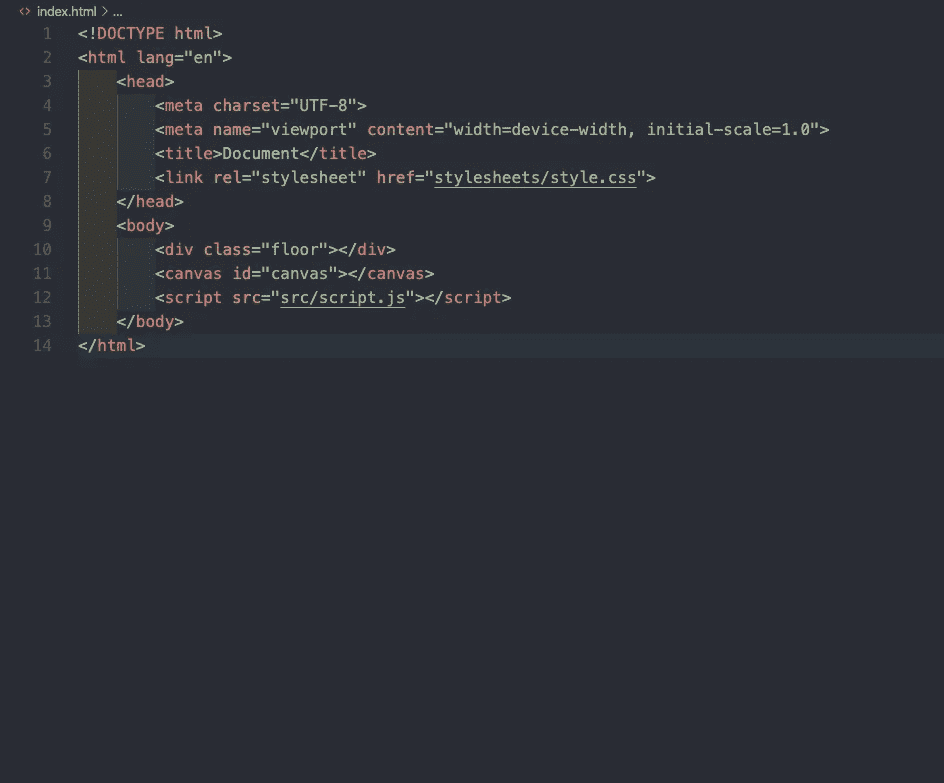 <> index.html > ...
1 <!DOCTYPE html>
2 <html lang="en">
3     <head>
4         <meta charset="UTF-8">
5         <meta name="viewport" content="width=device-width, initial-scale=1.0">
6         <title>Document</title>
7         <link rel="stylesheet" href="stylesheets/style.css">
8     </head>
9     <body>
10         <div class="floor"></div>
11         <canvas id="canvas"></canvas>
12         <script src="src/script.js"></script>
13     </body>
14 </html>